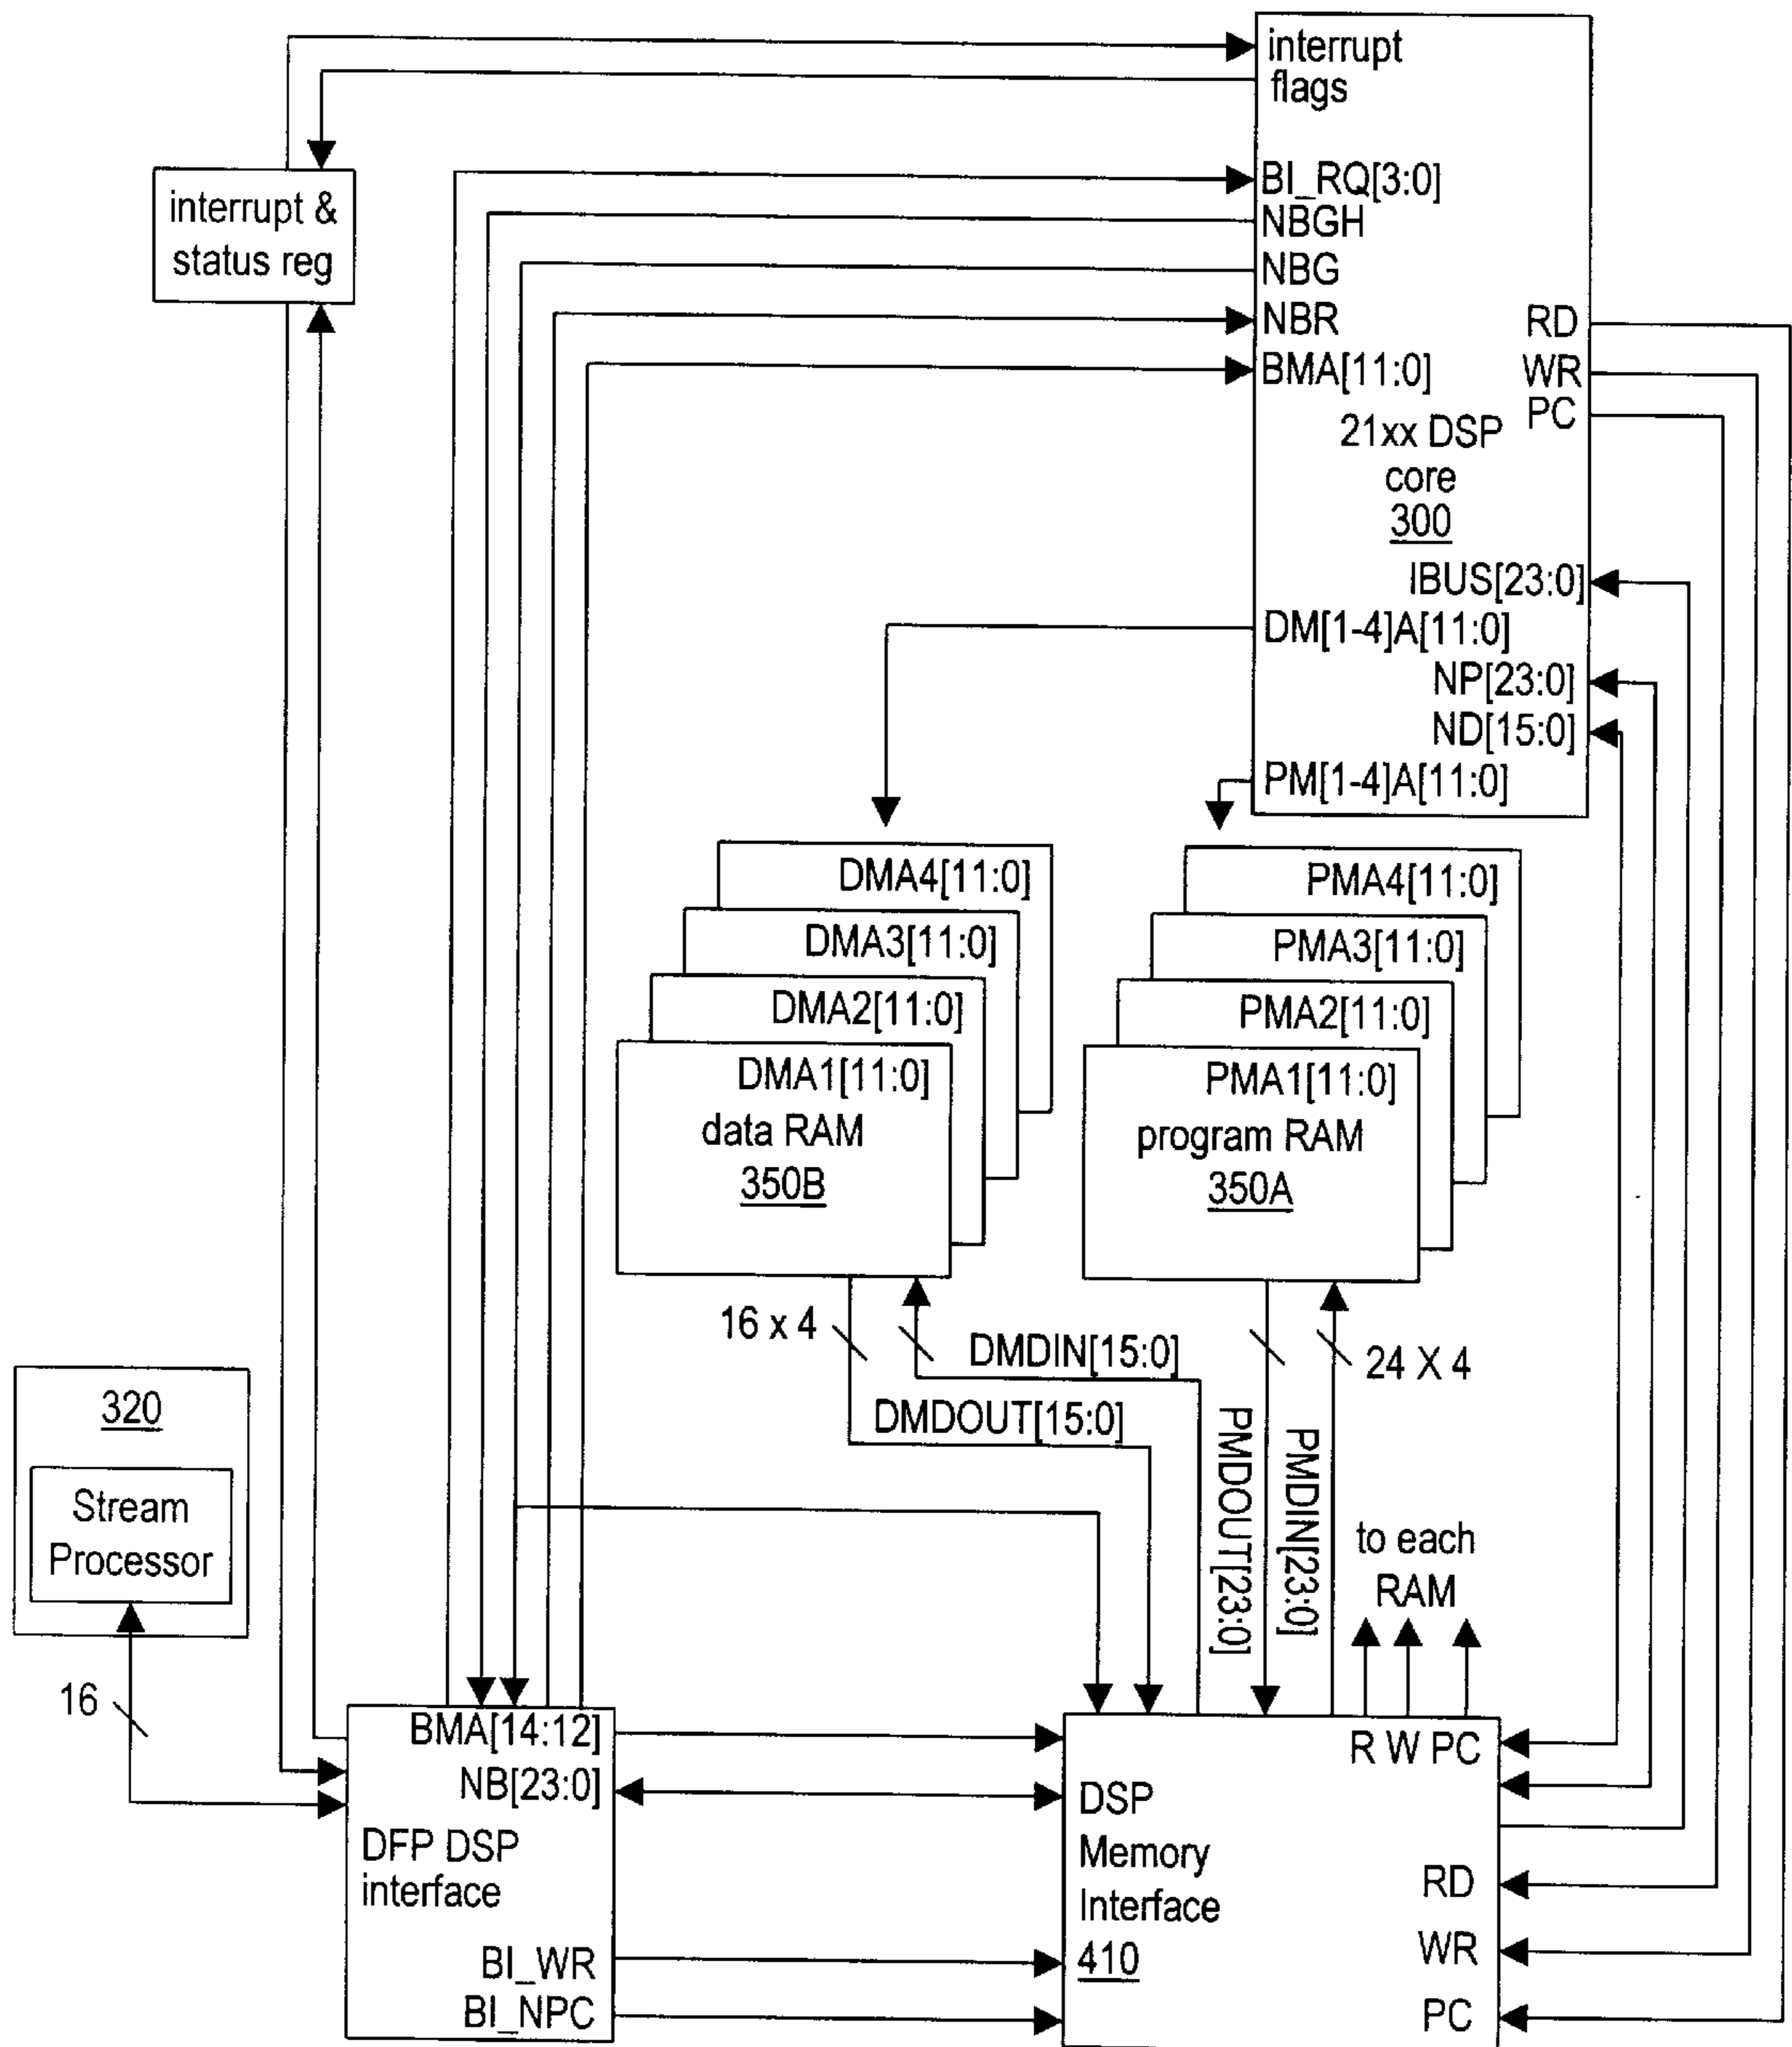 interrupt
flags
BI_RQ[3:0]
interrupt &
status reg
NBGH
NBG
NBR
RD
BMA[11:0]
WR
PC
21xx DSP
core
300
IBUS[23:0]
DM[1-4]A[11:0]
NP[23:0]
ND[15:0]
PM[1-4]A[11:0]
DMA4[11:0]
DMA3[11:0]
DMA2[11:0]
DMA1[11:0]
data RAM
350B
PMA4[11:0]
PMA3[11:0]
PMA2[11:0]
PMA1[11:0]
program RAM
350A
16 x 4
DMDIN[15:0]
24 X 4
DMDOUT[15:0]
PMDOUT[23:0]
PMDIN[23:0]
320
Stream
Processor
to each
RAM
16
BMA[14:12]
NB[23:0]
DFP DSP
interface
BI_WR
BI_NPC
R W PC
DSP
Memory
Interface
410
RD
WR
PC